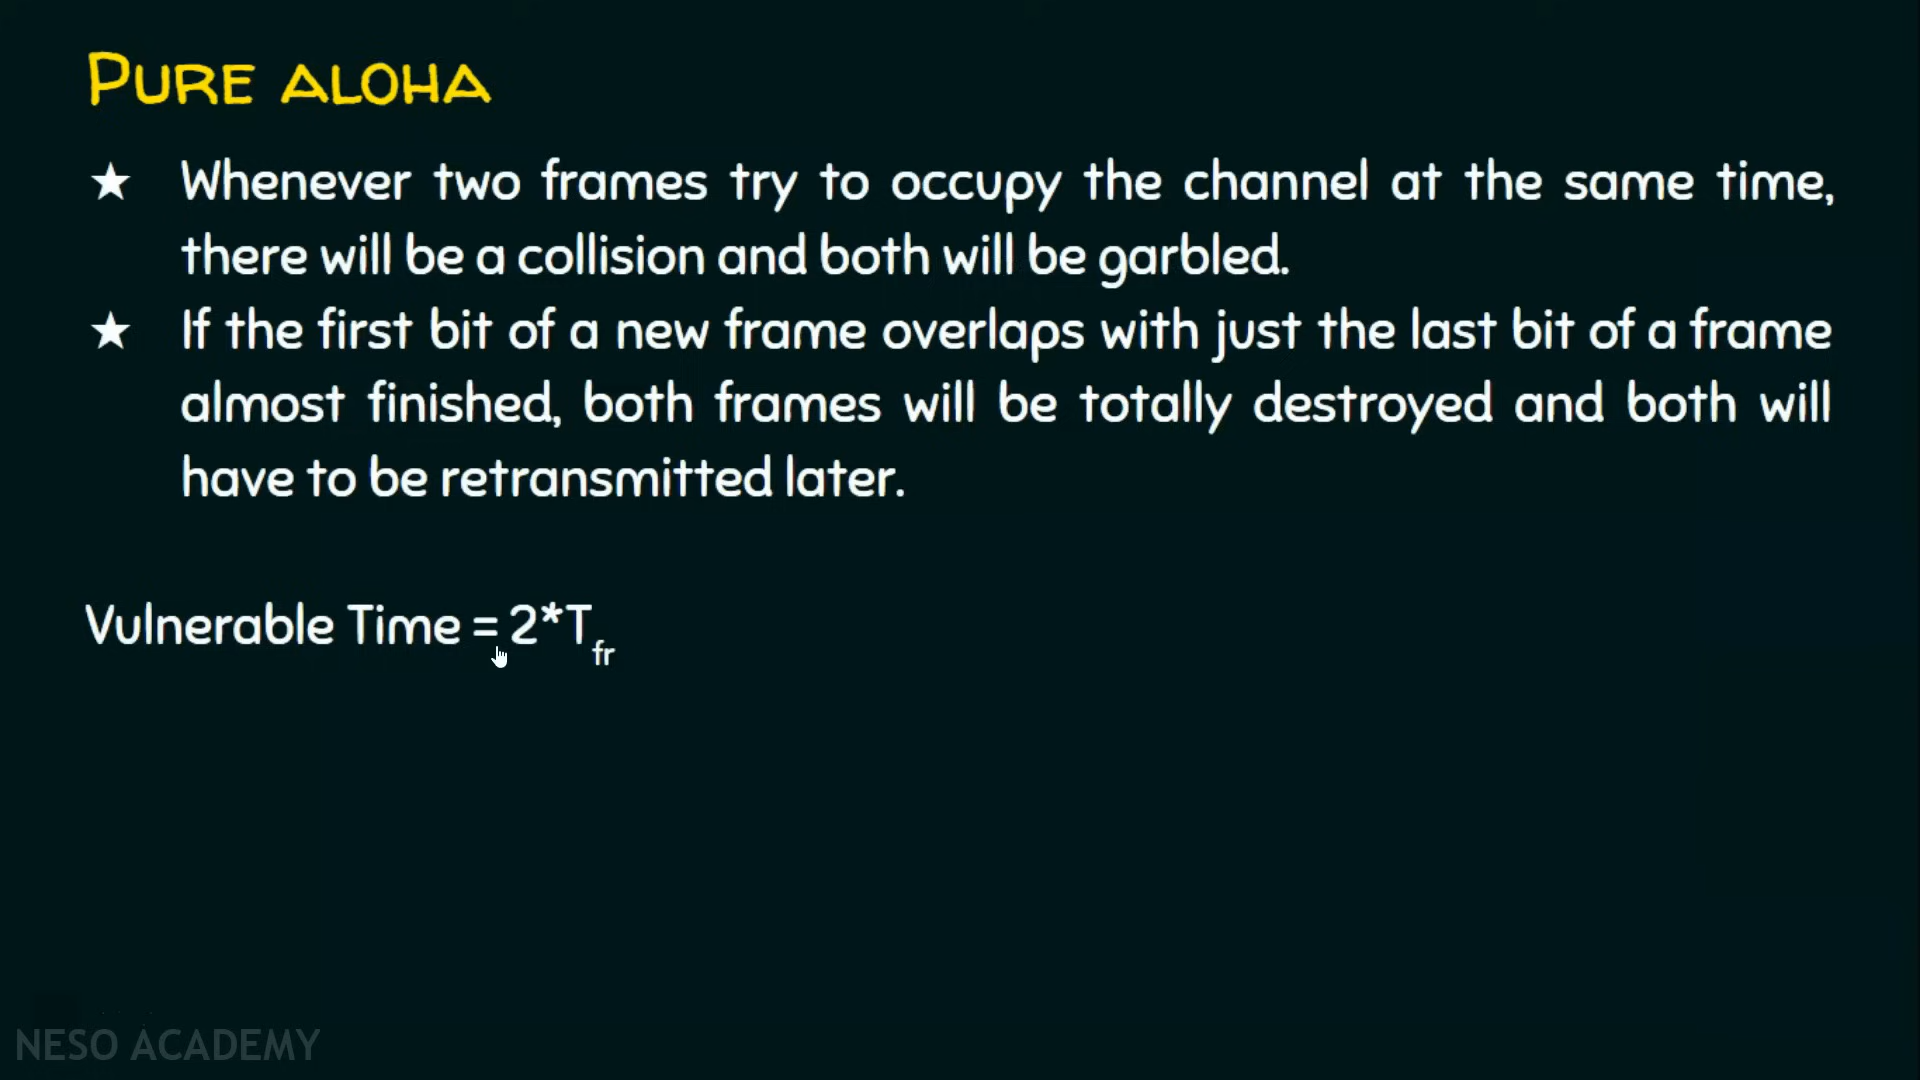 PURE ALOHA
★ Whenever two frames try to occupy the channel at the same time,
there will be a collision and both will be garbled.
★ If the first bit of a new frame overlaps with just the last bit of a frame
almost finished, both frames will be totally destroyed and both will
have to be retransmitted later.
Vulnerable Time = 2*Tfr
NESO ACADEMY